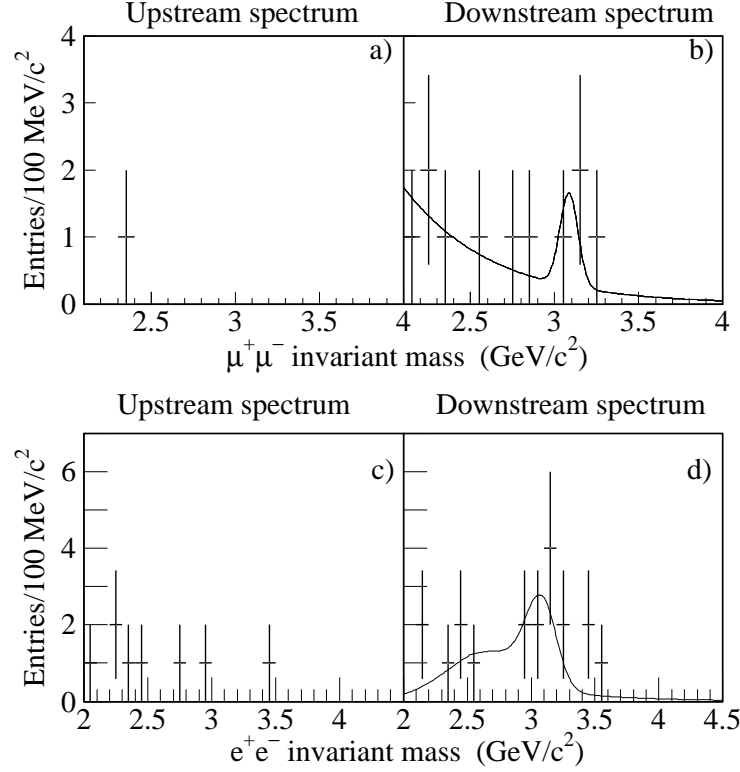 Upstream spectrum Downstream spectrum
Entries/100 MeV/c²
4
3
2
1
0
a) b)
2.5 3 3.5 4 2.5 3 3.5 4
μ⁺μ⁻ invariant mass (GeV/c²)
Upstream spectrum Downstream spectrum
Entries/100 MeV/c²
6
4
2
0
c) d)
2 2.5 3 3.5 4 2 2.5 3 3.5 4 4.5
e⁺e⁻ invariant mass (GeV/c²)